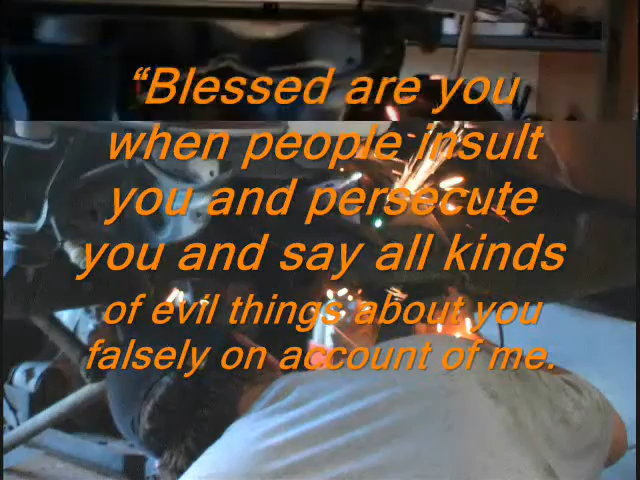 “Blessed are you
when people insult
you and persecute
you and say all kinds
of evil things about you
falsely on account of me.